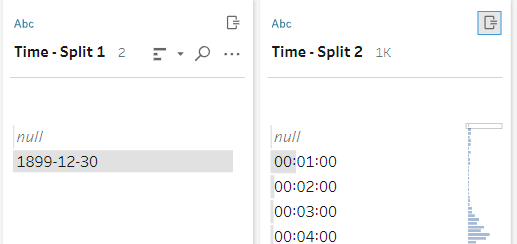 Abc
Time - Split 1 2
null
1899-12-30
Abc
Time - Split 2 1K
null
00:01:00
00:02:00
00:03:00
00:04:00